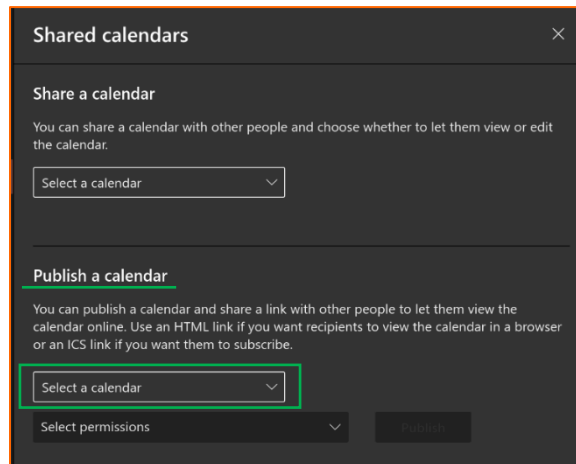 Shared calendars
Share a calendar
You can share a calendar with other people and choose whether to let them view or edit
the calendar.
Select a calendar
Publish a calendar
You can publish a calendar and share a link with other people to let them view the
calendar online. Use an HTML link if you want recipients to view the calendar in a browser
or an ICS link if you want them to subscribe.
Select a calendar
Select permissions
Publish